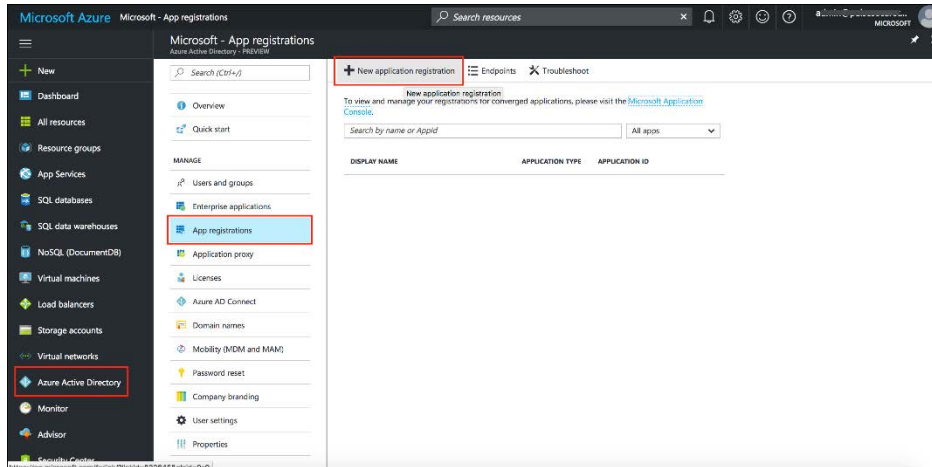 Microsoft Azure Microsoft - App registrations
Search resources
MICROSOFT
Microsoft - App registrations
Azure Active Directory - PREVIEW
New
Dashboard
All resources
Resource groups
App Services
SQL databases
SQL data warehouses
NoSQL (DocumentDB)
Virtual machines
Load balancers
Storage accounts
Virtual networks
Azure Active Directory
Monitor
Advisor
Security Center
Search (Ctrl+/)
Overview
Quick start
MANAGE
Users and groups
Enterprise applications
App registrations
Application proxy
Licenses
Azure AD Connect
Domain names
Mobility (MDM and MAM)
Password reset
Company branding
User settings
Properties
New application registration Endpoints Troubleshoot
New application registration
To view and manage your registrations for converged applications, please visit the Microsoft Application
Console.
Search by name or AppId All apps
DISPLAY NAME APPLICATION TYPE APPLICATION ID